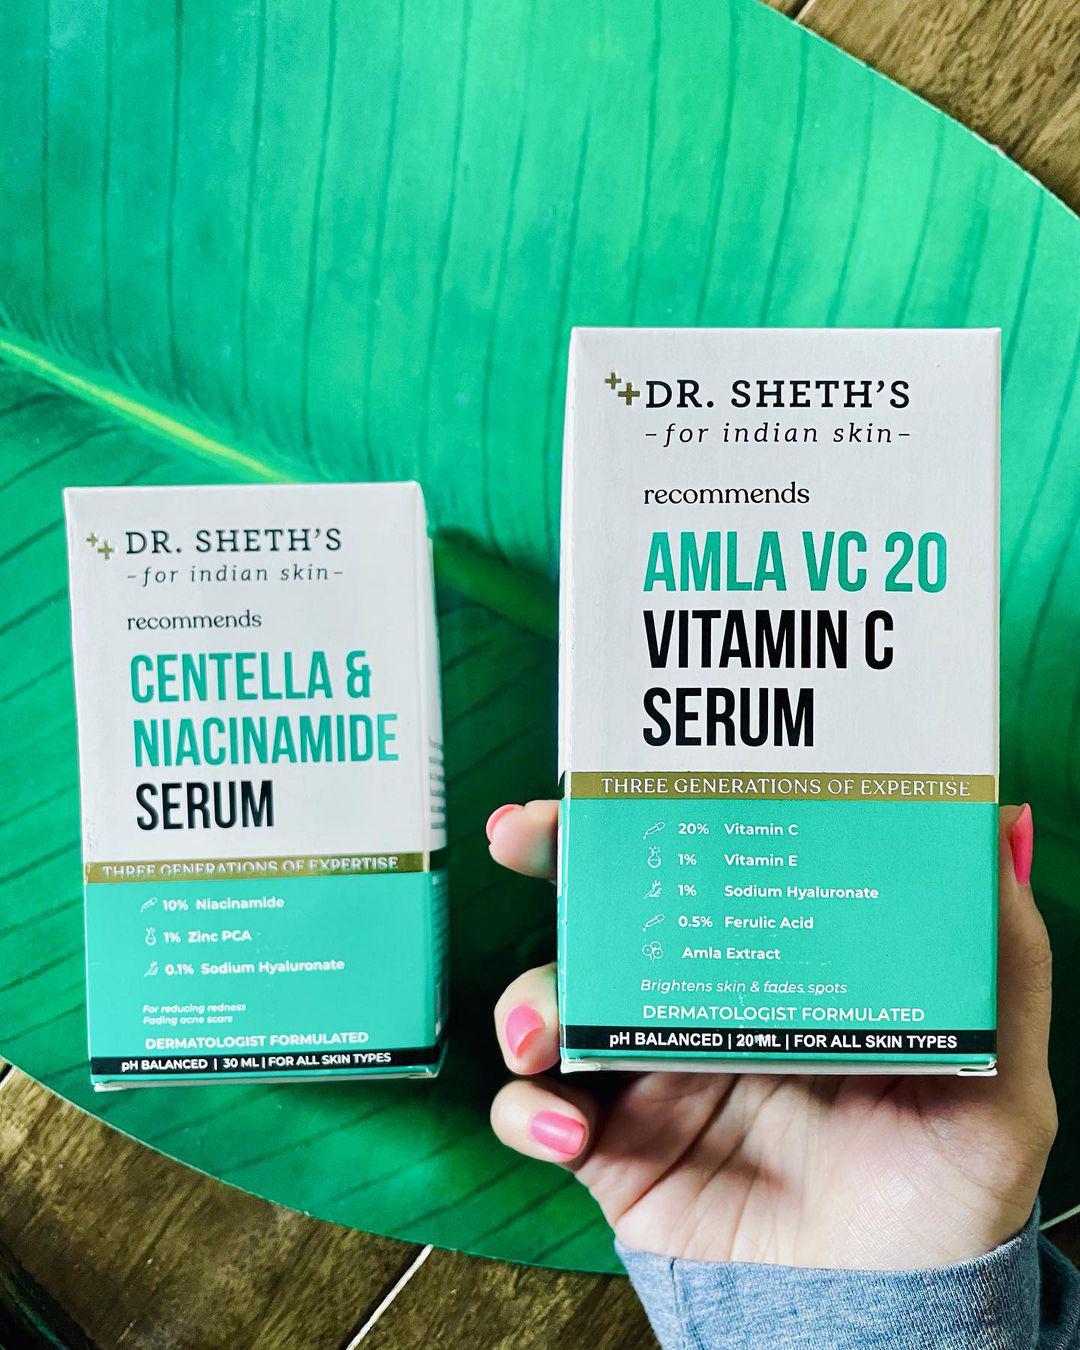 DR. SHETH'S
-for indian skin-
recommends
CENTELLA &
NIACINAMIDE
SERUM
THREE GENERATIONS OF EXPERTISE
10% Niacinamide
1% Zinc PCA
0.1% Sodium Hyaluronate
For reducing redness
Fading acne scars
DERMATOLOGIST FORMULATED
pH BALANCED | 30 ML | FOR ALL SKIN TYPES
DR. SHETH'S
-for indian skin-
recommends
AMLA VC 20
VITAMIN C
SERUM
THREE GENERATIONS OF EXPERTISE
20% Vitamin C
1% Vitamin E
1% Sodium Hyaluronate
0.5% Ferulic Acid
Amla Extract
Brightens skin & fades spots
DERMATOLOGIST FORMULATED
pH BALANCED | 20 ML | FOR ALL SKIN TYPES